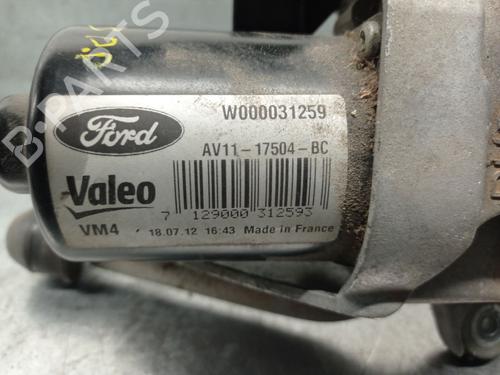 W000031259
Ford
AV11-17504-BC
Valeo
7 129000 312593
VM4 18.07.12 16:43 Made in France
B-PARTS